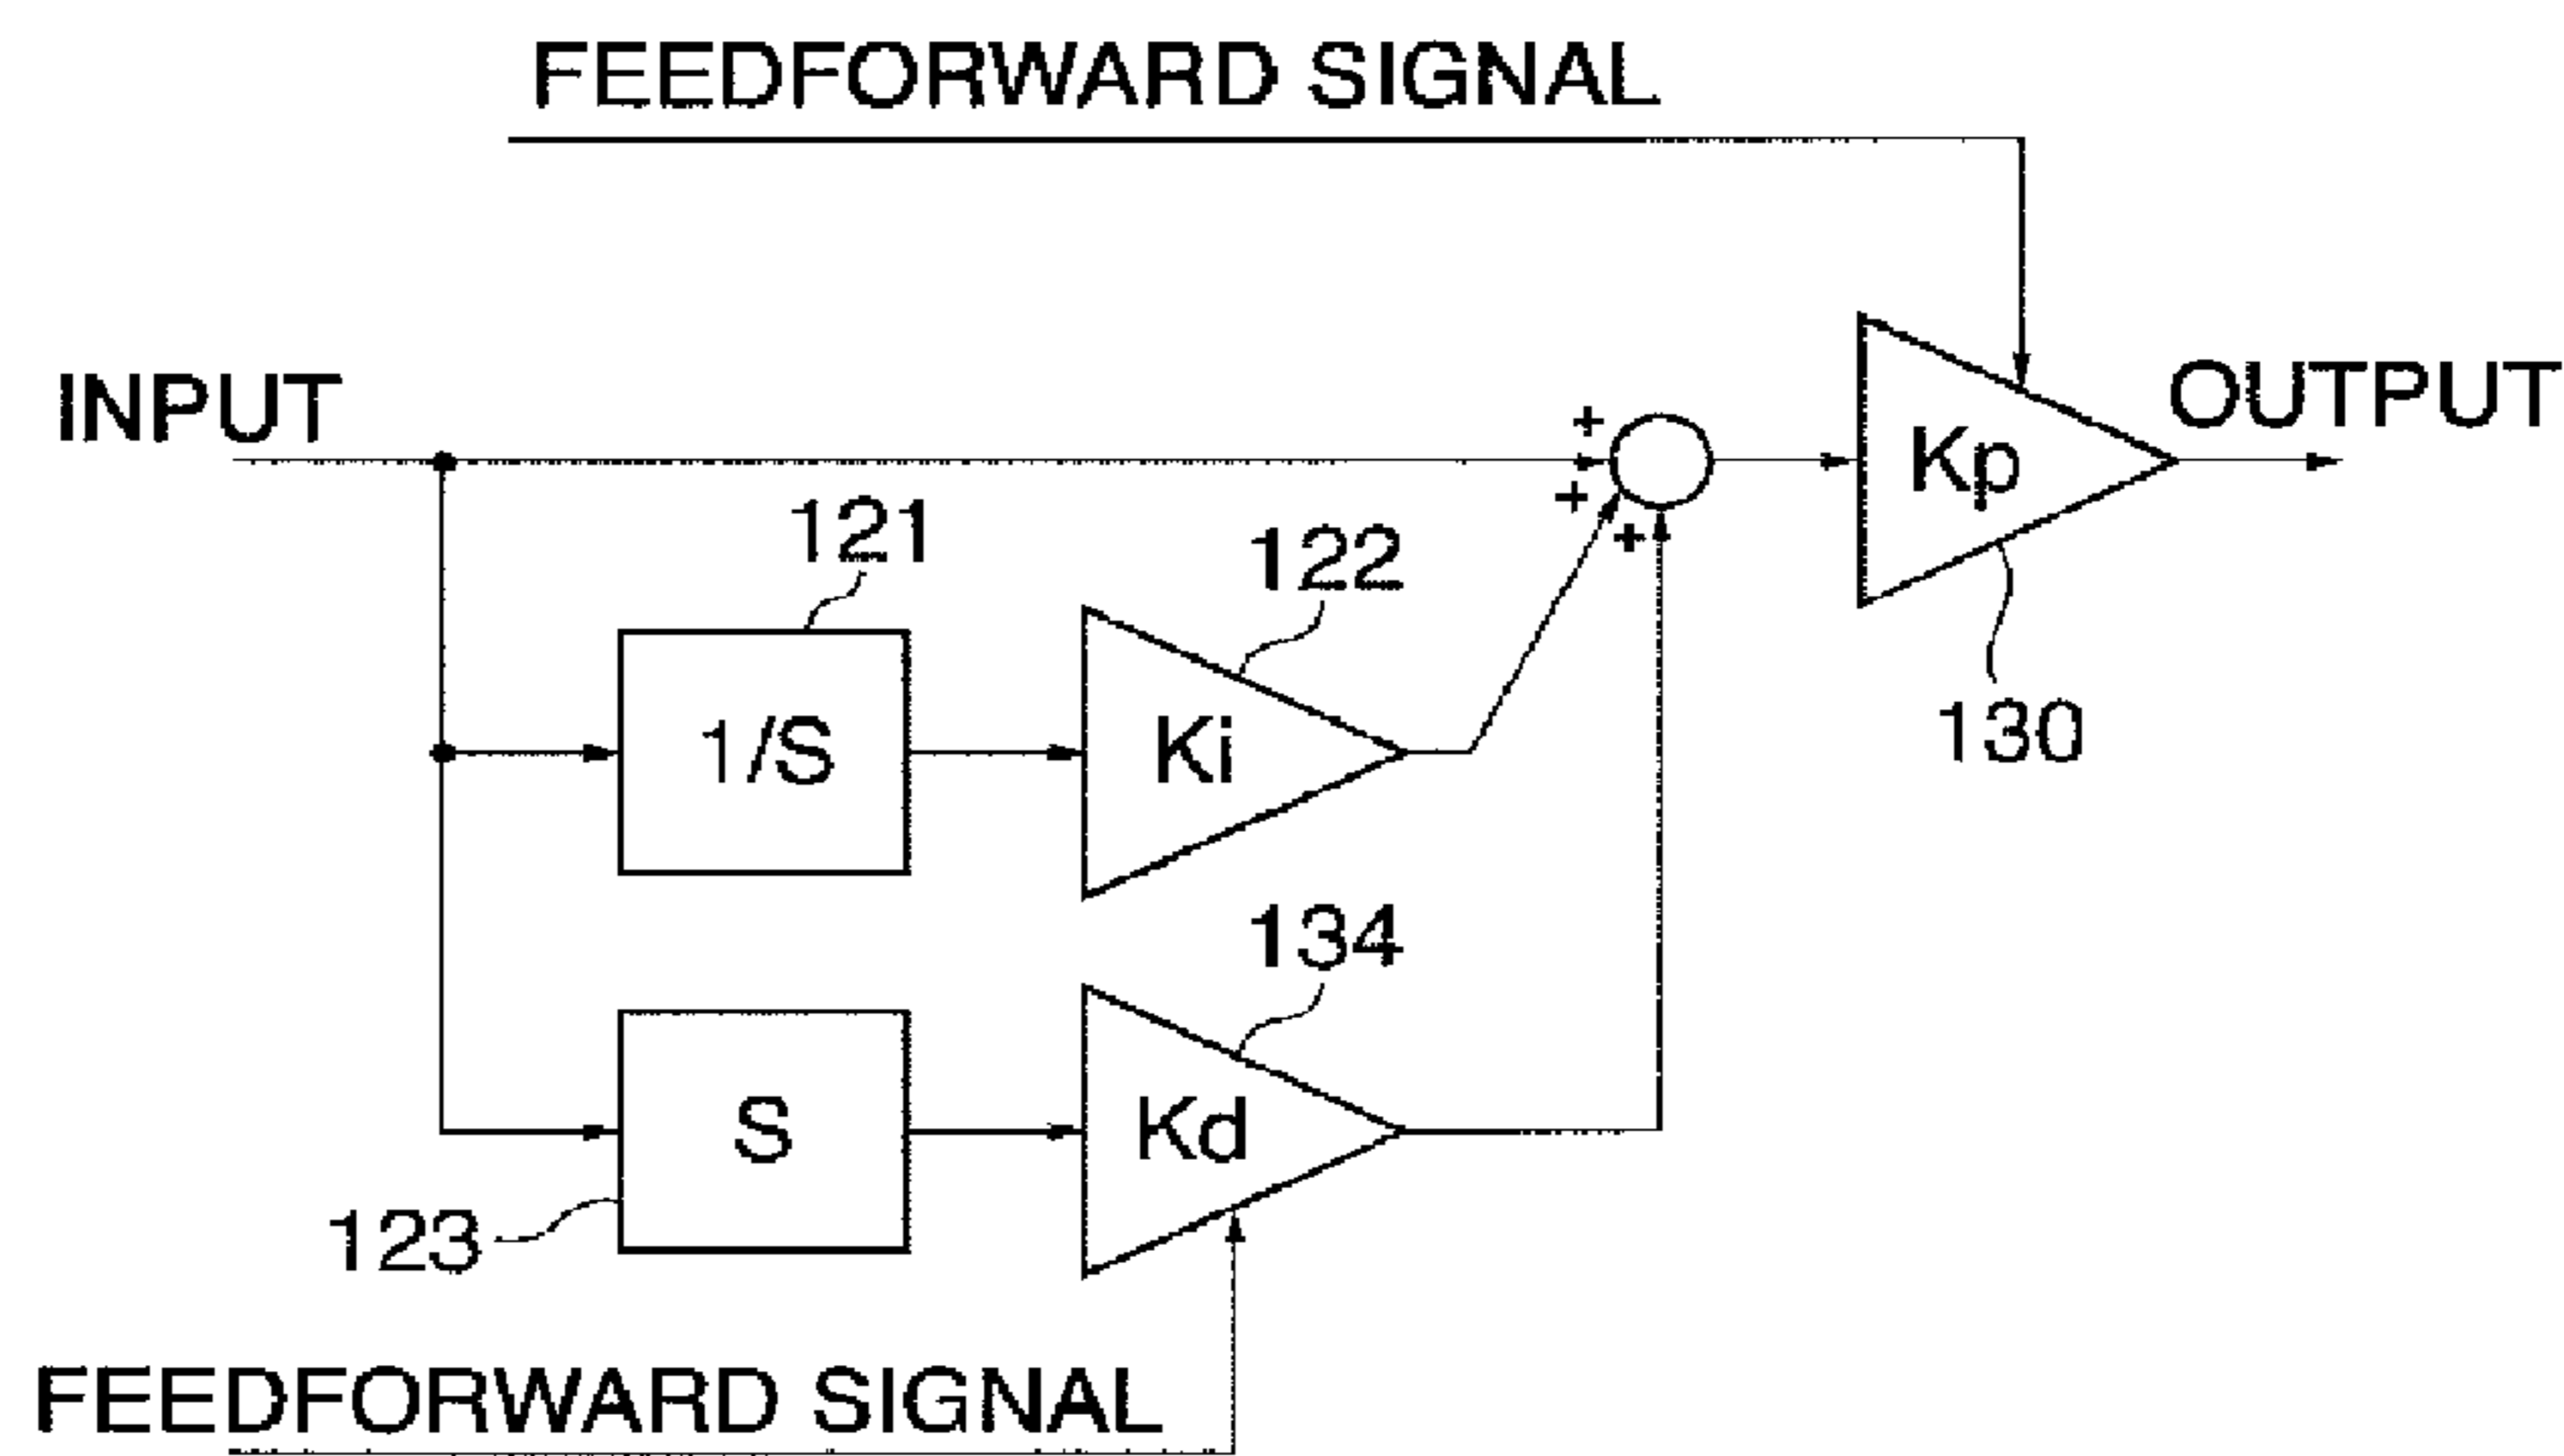 FEEDFORWARD SIGNAL
INPUT
OUTPUT
+
+
+
Kp
121
122
130
1/S
Ki
134
S
Kd
123
FEEDFORWARD SIGNAL